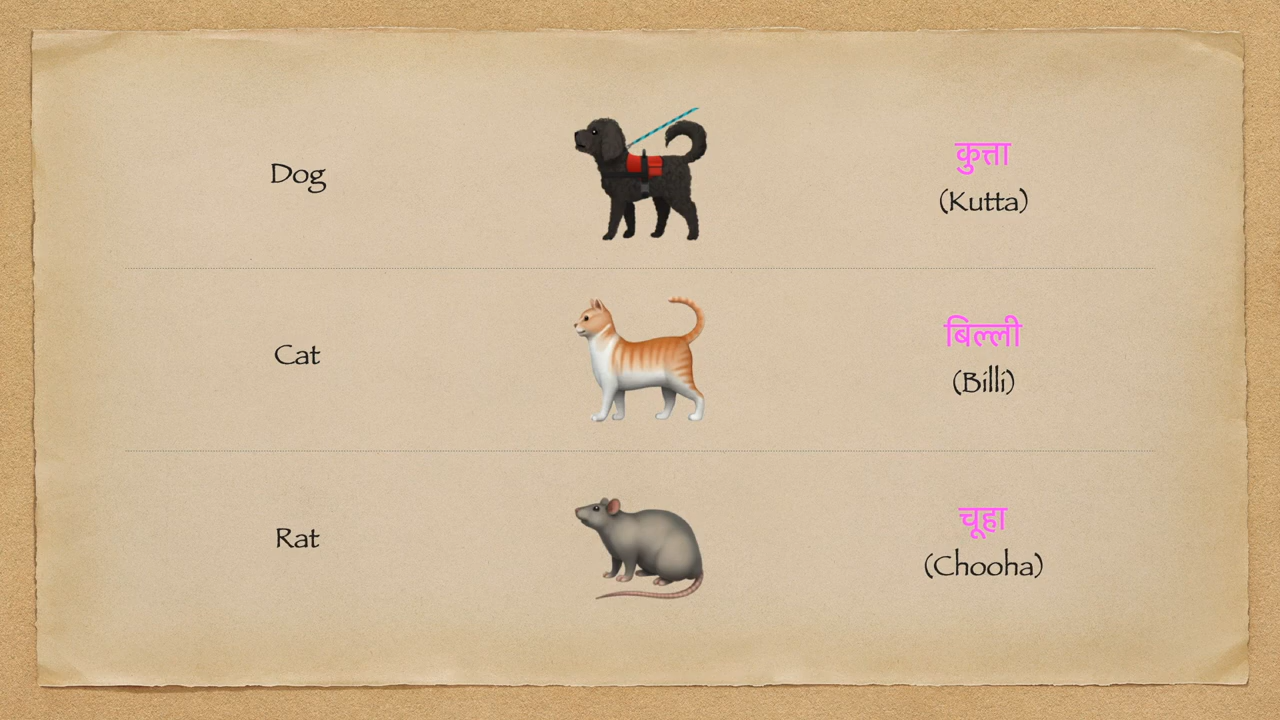 Dog
कुत्ता
(Kutta)
Cat
बिल्ली
(Billi)
Rat
चूहा
(Chooha)